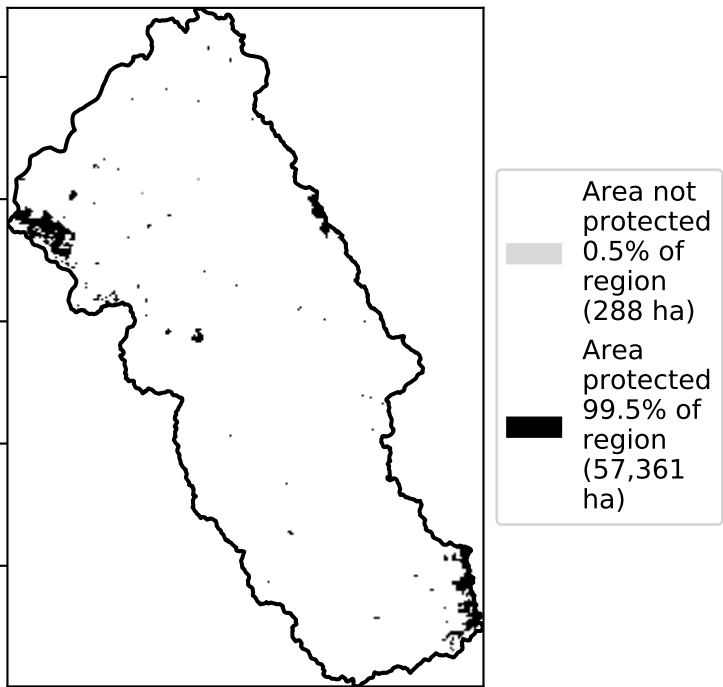 Area not
protected
0.5% of
region
(288 ha)
Area
protected
99.5% of
region
(57,361
ha)